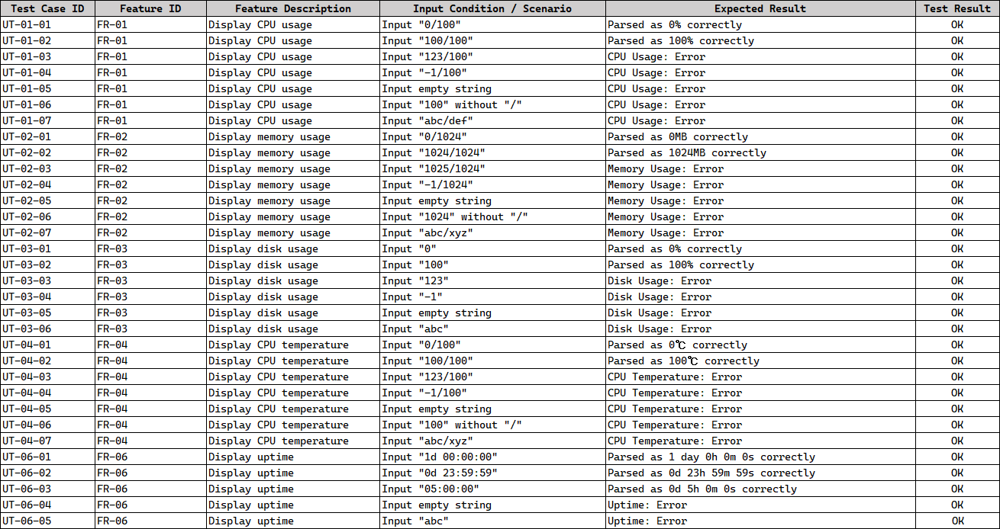 Test Case ID Feature ID Feature Description Input Condition / Scenario Expected Result Test Result
UT-01-01 FR-01 Display CPU usage Input "0/100" Parsed as 0% correctly OK
UT-01-02 FR-01 Display CPU usage Input "100/100" Parsed as 100% correctly OK
UT-01-03 FR-01 Display CPU usage Input "123/100" CPU Usage: Error OK
UT-01-04 FR-01 Display CPU usage Input "-1/100" CPU Usage: Error OK
UT-01-05 FR-01 Display CPU usage Input empty string CPU Usage: Error OK
UT-01-06 FR-01 Display CPU usage Input "100" without "/" CPU Usage: Error OK
UT-01-07 FR-01 Display CPU usage Input "abc/def" CPU Usage: Error OK
UT-02-01 FR-02 Display memory usage Input "0/1024" Parsed as 0MB correctly OK
UT-02-02 FR-02 Display memory usage Input "1024/1024" Parsed as 1024MB correctly OK
UT-02-03 FR-02 Display memory usage Input "1025/1024" Memory Usage: Error OK
UT-02-04 FR-02 Display memory usage Input "-1/1024" Memory Usage: Error OK
UT-02-05 FR-02 Display memory usage Input empty string Memory Usage: Error OK
UT-02-06 FR-02 Display memory usage Input "1024" without "/" Memory Usage: Error OK
UT-02-07 FR-02 Display memory usage Input "abc/xyz" Memory Usage: Error OK
UT-03-01 FR-03 Display disk usage Input "0" Parsed as 0% correctly OK
UT-03-02 FR-03 Display disk usage Input "100" Parsed as 100% correctly OK
UT-03-03 FR-03 Display disk usage Input "123" Disk Usage: Error OK
UT-03-04 FR-03 Display disk usage Input "-1" Disk Usage: Error OK
UT-03-05 FR-03 Display disk usage Input empty string Disk Usage: Error OK
UT-03-06 FR-03 Display disk usage Input "abc" Disk Usage: Error OK
UT-04-01 FR-04 Display CPU temperature Input "0/100" Parsed as 0℃ correctly OK
UT-04-02 FR-04 Display CPU temperature Input "100/100" Parsed as 100℃ correctly OK
UT-04-03 FR-04 Display CPU temperature Input "123/100" CPU Temperature: Error OK
UT-04-04 FR-04 Display CPU temperature Input "-1/100" CPU Temperature: Error OK
UT-04-05 FR-04 Display CPU temperature Input empty string CPU Temperature: Error OK
UT-04-06 FR-04 Display CPU temperature Input "100" without "/" CPU Temperature: Error OK
UT-04-07 FR-04 Display CPU temperature Input "abc/xyz" CPU Temperature: Error OK
UT-06-01 FR-06 Display uptime Input "1d 00:00:00" Parsed as 1 day 0h 0m 0s correctly OK
UT-06-02 FR-06 Display uptime Input "0d 23:59:59" Parsed as 0d 23h 59m 59s correctly OK
UT-06-03 FR-06 Display uptime Input "05:00:00" Parsed as 0d 5h 0m 0s correctly OK
UT-06-04 FR-06 Display uptime Input empty string Uptime: Error OK
UT-06-05 FR-06 Display uptime Input "abc" Uptime: Error OK